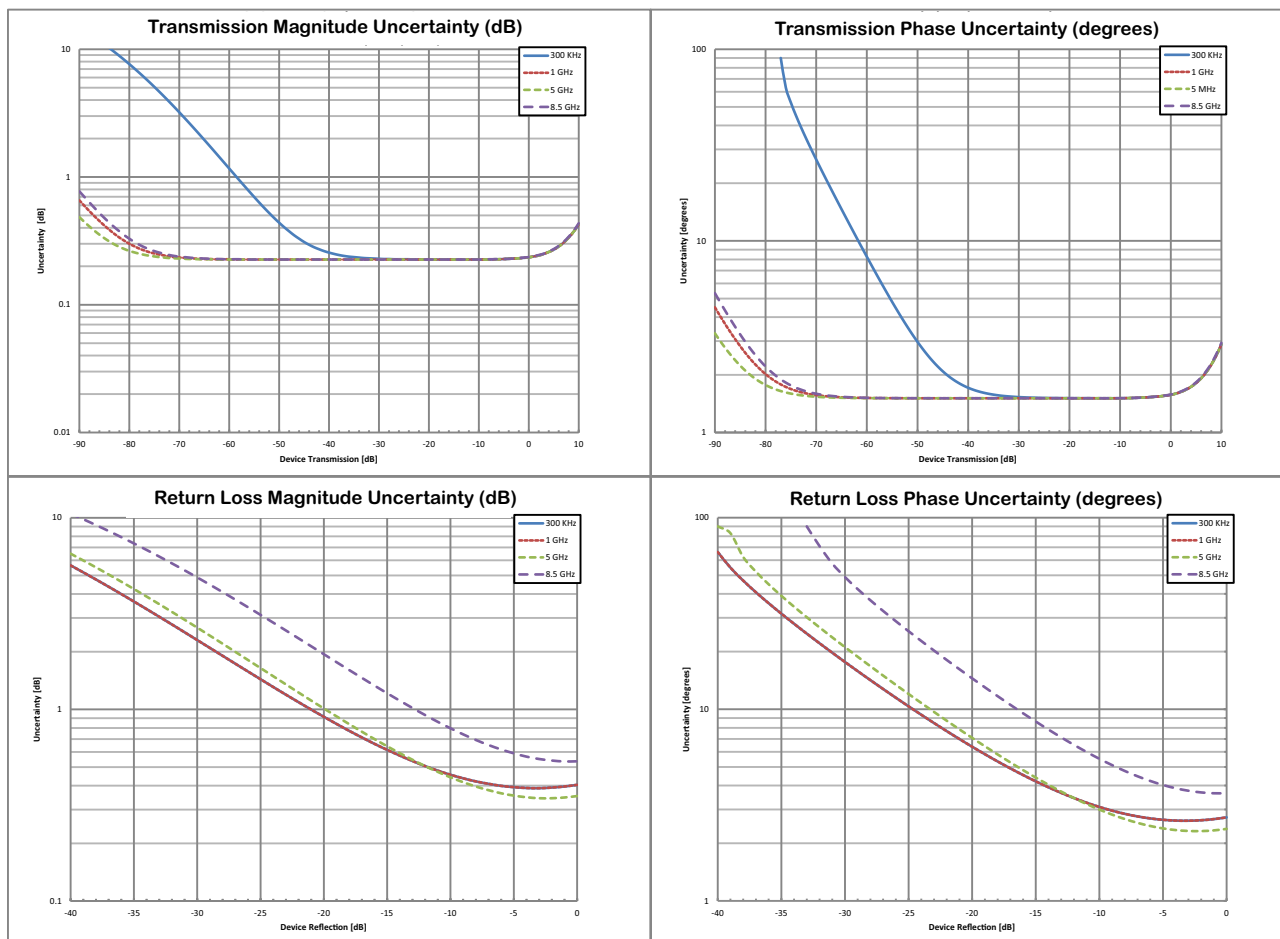 Transmission Magnitude Uncertainty (dB)
10
1
0.1
0.01
Uncertainty [dB]
-90 -80 -70 -60 -50 -40 -30 -20 -10 0 10
Device Transmission [dB]
300 KHz
1 GHz
5 GHz
8.5 GHz
Transmission Phase Uncertainty (degrees)
100
10
1
Uncertainty [degrees]
-90 -80 -70 -60 -50 -40 -30 -20 -10 0 10
Device Transmission [dB]
300 KHz
1 GHz
5 MHz
8.5 GHz
Return Loss Magnitude Uncertainty (dB)
10
1
0.1
Uncertainty [dB]
-40 -35 -30 -25 -20 -15 -10 -5 0
Device Reflection [dB]
300 KHz
1 GHz
5 GHz
8.5 GHz
Return Loss Phase Uncertainty (degrees)
100
10
1
Uncertainty [degrees]
-40 -35 -30 -25 -20 -15 -10 -5 0
Device Reflection [dB]
300 KHz
1 GHz
5 GHz
8.5 GHz